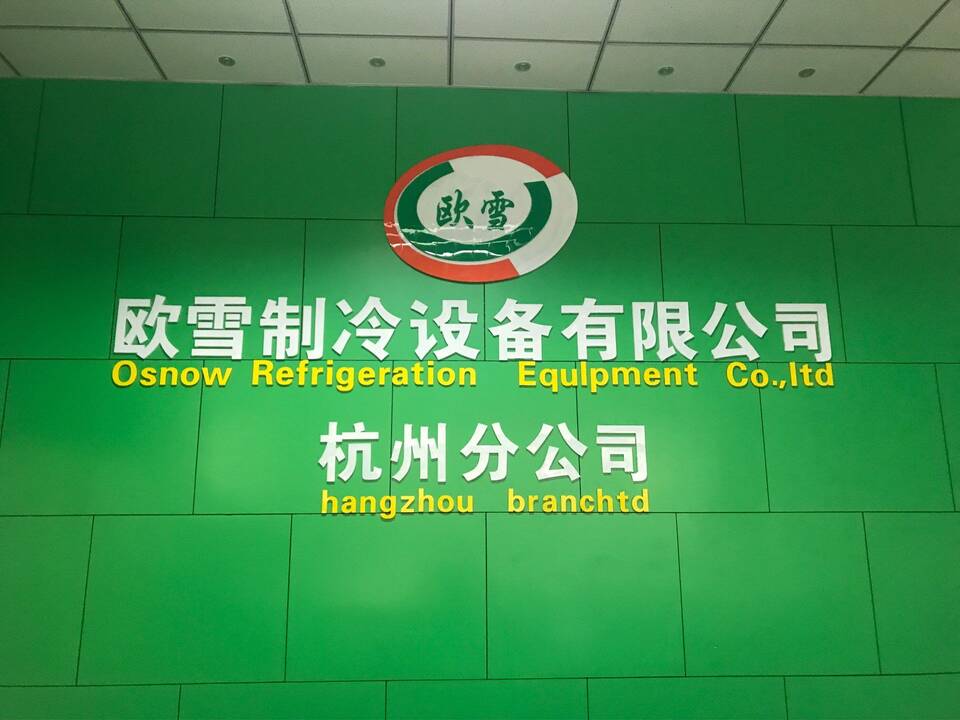 欧雪
欧雪制冷设备有限公司
Osnow Refrigeration Equlpment Co.,ltd
杭州分公司
hangzhou branchtd